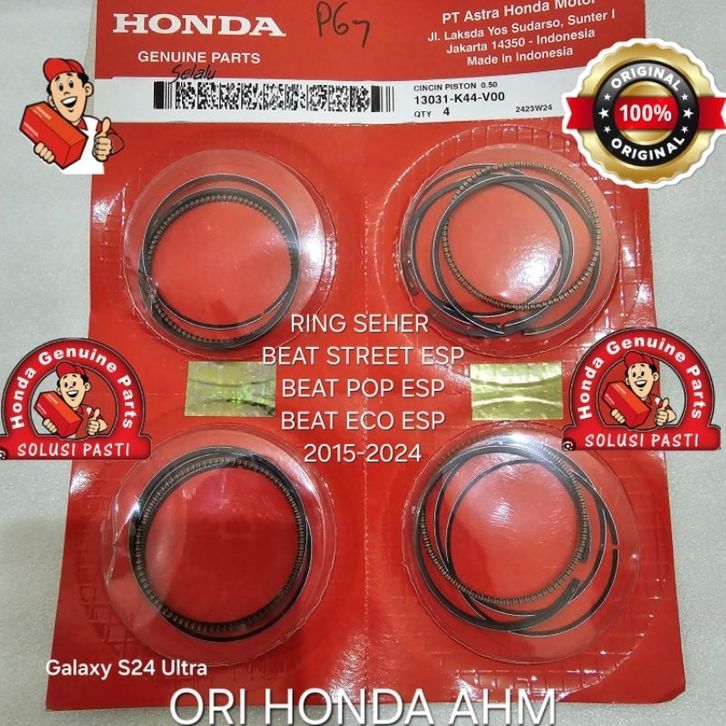 HONDA
GENUINE PARTS
P67
Selalu
PT Astra Honda Motor
Jl. Laksda Yos Sudarso, Sunter I
Jakarta 14350 - Indonesia
Made in Indonesia
CINCIN PISTON 0.50
13031-K44-V00
QTY 4
2423W24
ORIGINAL
100%
ORIGINAL
RING SEHER
BEAT STREET ESP
BEAT POP ESP
BEAT ECO ESP
2015-2024
Honda Genuine Parts
SOLUSI PASTI
Honda Genuine Parts
SOLUSI PASTI
Galaxy S24 Ultra
ORI HONDA AHM